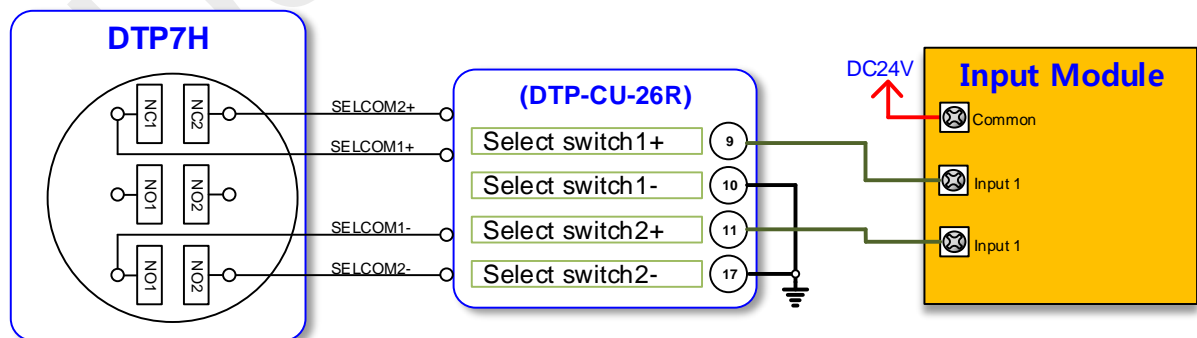 DTP7H
NC1
NC2
NO1
NO2
NO1
NO2
SELCOM2+
SELCOM1+
SELCOM1-
SELCOM2-
(DTP-CU-26R)
Select switch1+
9
Select switch1-
10
Select switch2+
11
Select switch2-
17
DC24V
Input Module
Common
Input 1
Input 1